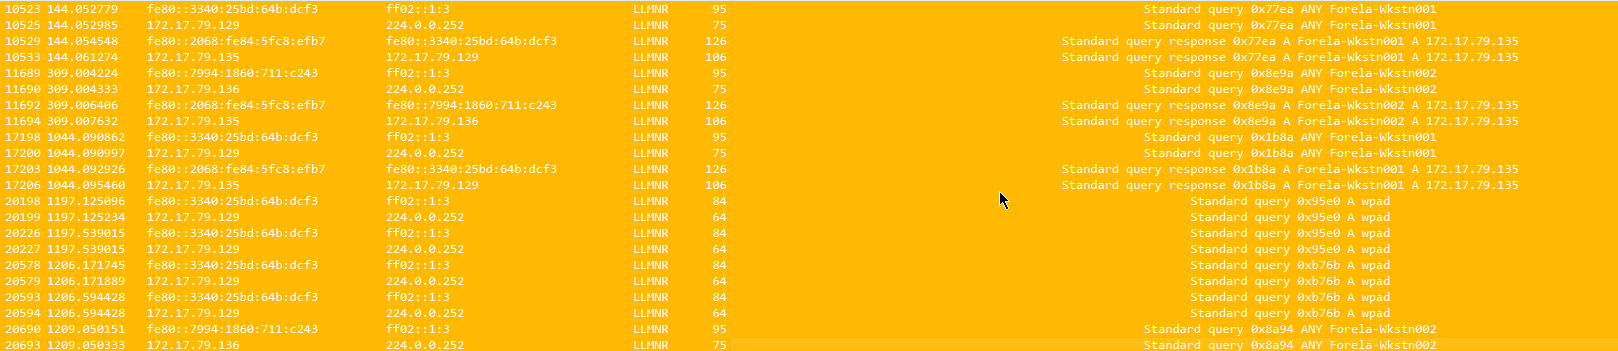 10523 144.052779 fe80::3340:25bd:64b:dcf3 ff02::1:3 LLMNR 95 Standard query 0x77ea ANY Forela-Wkstn001
10525 144.052985 172.17.79.129 224.0.0.252 LLMNR 75 Standard query 0x77ea ANY Forela-Wkstn001
10529 144.054548 fe80::2068:fe84:5fc8:efb7 fe80::3340:25bd:64b:dcf3 LLMNR 126 Standard query response 0x77ea A Forela-Wkstn001 A 172.17.79.135
10533 144.061274 172.17.79.135 172.17.79.129 LLMNR 106 Standard query response 0x77ea A Forela-Wkstn001 A 172.17.79.135
11689 309.004224 fe80::7994:1860:711:c243 ff02::1:3 LLMNR 95 Standard query 0x8e9a ANY Forela-Wkstn002
11690 309.004333 172.17.79.136 224.0.0.252 LLMNR 75 Standard query 0x8e9a ANY Forela-Wkstn002
11692 309.006406 fe80::2068:fe84:5fc8:efb7 fe80::7994:1860:711:c243 LLMNR 126 Standard query response 0x8e9a A Forela-Wkstn002 A 172.17.79.135
11694 309.007632 172.17.79.135 172.17.79.136 LLMNR 106 Standard query response 0x8e9a A Forela-Wkstn002 A 172.17.79.135
17198 1044.090862 fe80::3340:25bd:64b:dcf3 ff02::1:3 LLMNR 95 Standard query 0x1b8a ANY Forela-Wkstn001
17200 1044.090997 172.17.79.129 224.0.0.252 LLMNR 75 Standard query 0x1b8a ANY Forela-Wkstn001
17203 1044.092926 fe80::2068:fe84:5fc8:efb7 fe80::3340:25bd:64b:dcf3 LLMNR 126 Standard query response 0x1b8a A Forela-Wkstn001 A 172.17.79.135
17206 1044.095460 172.17.79.135 172.17.79.129 LLMNR 106 Standard query response 0x1b8a A Forela-Wkstn001 A 172.17.79.135
20198 1197.125096 fe80::3340:25bd:64b:dcf3 ff02::1:3 LLMNR 84 Standard query 0x95e0 A wpad
20199 1197.125234 172.17.79.129 224.0.0.252 LLMNR 64 Standard query 0x95e0 A wpad
20226 1197.539015 fe80::3340:25bd:64b:dcf3 ff02::1:3 LLMNR 84 Standard query 0x95e0 A wpad
20227 1197.539015 172.17.79.129 224.0.0.252 LLMNR 64 Standard query 0x95e0 A wpad
20578 1206.171745 fe80::3340:25bd:64b:dcf3 ff02::1:3 LLMNR 84 Standard query 0xb76b A wpad
20579 1206.171889 172.17.79.129 224.0.0.252 LLMNR 64 Standard query 0xb76b A wpad
20593 1206.594428 fe80::3340:25bd:64b:dcf3 ff02::1:3 LLMNR 84 Standard query 0xb76b A wpad
20594 1206.594428 172.17.79.129 224.0.0.252 LLMNR 64 Standard query 0xb76b A wpad
20690 1209.050151 fe80::7994:1860:711:c243 ff02::1:3 LLMNR 95 Standard query 0x8a94 ANY Forela-Wkstn002
20693 1209.050333 172.17.79.136 224.0.0.252 LLMNR 75 Standard query 0x8a94 ANY Forela-Wkstn002